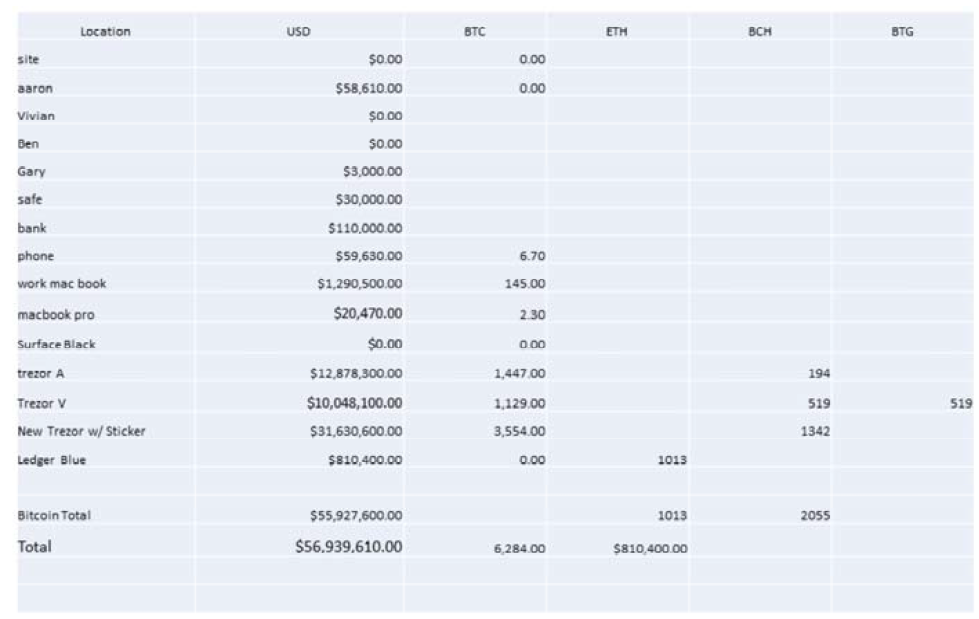 Location USD BTC ETH BCH BTG
site $0.00 0.00
aaron $58,610.00 0.00
Vivian $0.00
Ben $0.00
Gary $3,000.00
safe $30,000.00
bank $110,000.00
phone $59,630.00 6.70
work mac book $1,290,500.00 145.00
macbook pro $20,470.00 2.30
Surface Black $0.00 0.00
trezor A $12,878,300.00 1,447.00 194
Trezor V $10,048,100.00 1,129.00 519 519
New Trezor w/ Sticker $31,630,600.00 3,554.00 1342
Ledger Blue $810,400.00 0.00 1013
Bitcoin Total $55,927,600.00 1013 2055
Total $56,939,610.00 6,284.00 $810,400.00